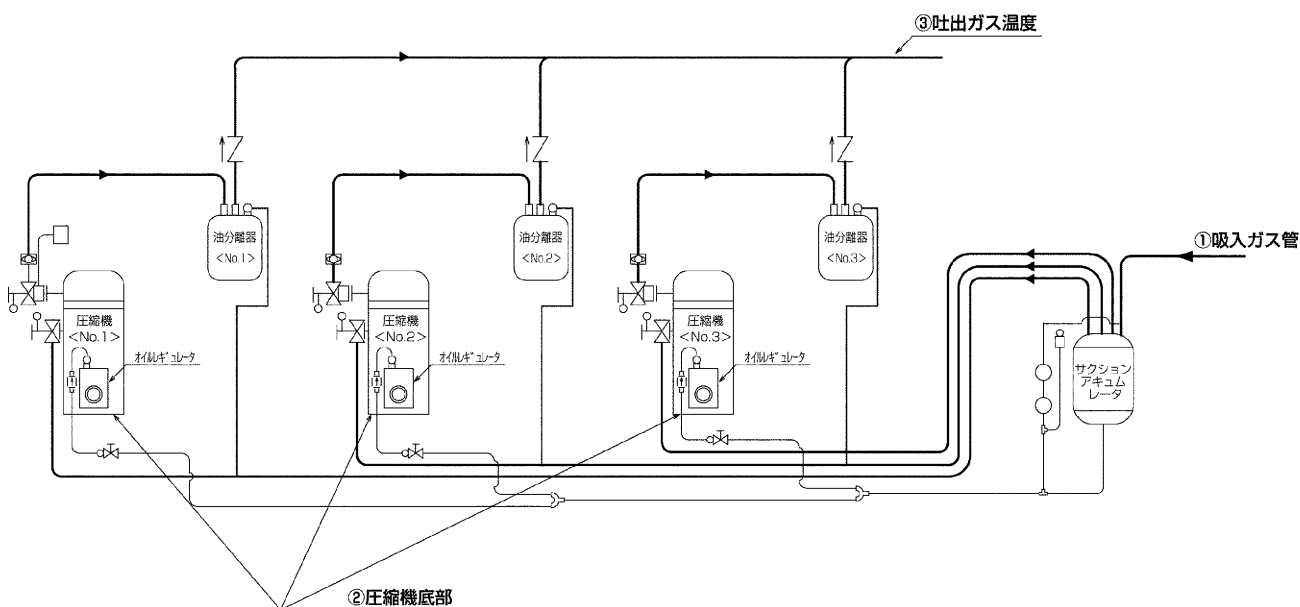 ③吐出ガス温度
油分離器
<No.1>
油分離器
<No.2>
油分離器
<No.3>
①吸入ガス管
圧縮機
<No.1>
圧縮機
<No.2>
圧縮機
<No.3>
ｵｲﾙﾚｷﾞｭﾚｰﾀ
ｵｲﾙﾚｷﾞｭﾚｰﾀ
ｵｲﾙﾚｷﾞｭﾚｰﾀ
サクション
アキュム
レータ
②圧縮機底部